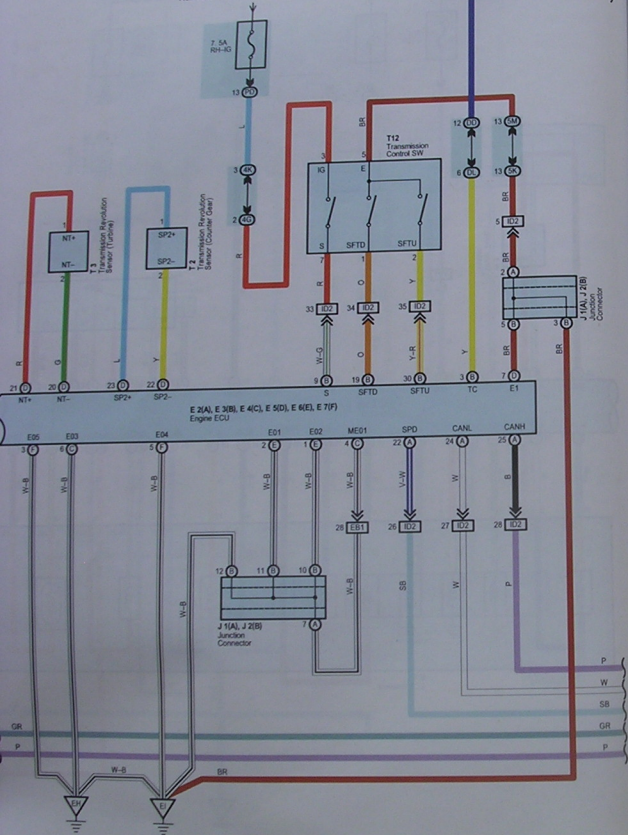 7. 5A
RH–IG
13 PD
12 DD
13 5M
BR
T12
Transmission
Control SW
L
3 4K
6 DL
13 5K
3
5
IG
E
BR
2 4G
5 ID2
1
NT+
NT–
2
T 3
Transmission Revolution
Sensor (Turbine)
1
SP2+
SP2–
2
T 2
Transmission Revolution
Sensor (Counter Gear)
R
S
SFTD
SFTU
BR
7
1
2
2 A
R
O
Y
J 1(A), J 2(B)
Junction
Connector
33 ID2
34 ID2
35 ID2
5 B
3 B
R
G
L
Y
W–G
O
Y–R
Y
BR
BR
21 D
20 D
23 D
22 D
9 B
19 B
30 B
3 B
7 D
NT+
NT–
SP2+
SP2–
S
SFTD
SFTU
TC
E1
E 2(A), E 3(B), E 4(C), E 5(D), E 6(E), E 7(F)
Engine ECU
E05
E03
E04
E01
E02
ME01
SPD
CANL
CANH
3 F
6 C
5 F
2 E
1 E
4 C
22 A
24 A
25 A
W–B
W–B
W–B
W–B
W–B
W–B
V–W
W
B
28 EB1
26 ID2
27 ID2
28 ID2
12 B
11 B
10 B
W–B
W–B
SB
W
P
J 1(A), J 2(B)
Junction
Connector
7 A
P
W
SB
GR
GR
P
P
W–B
BR
EH
EI